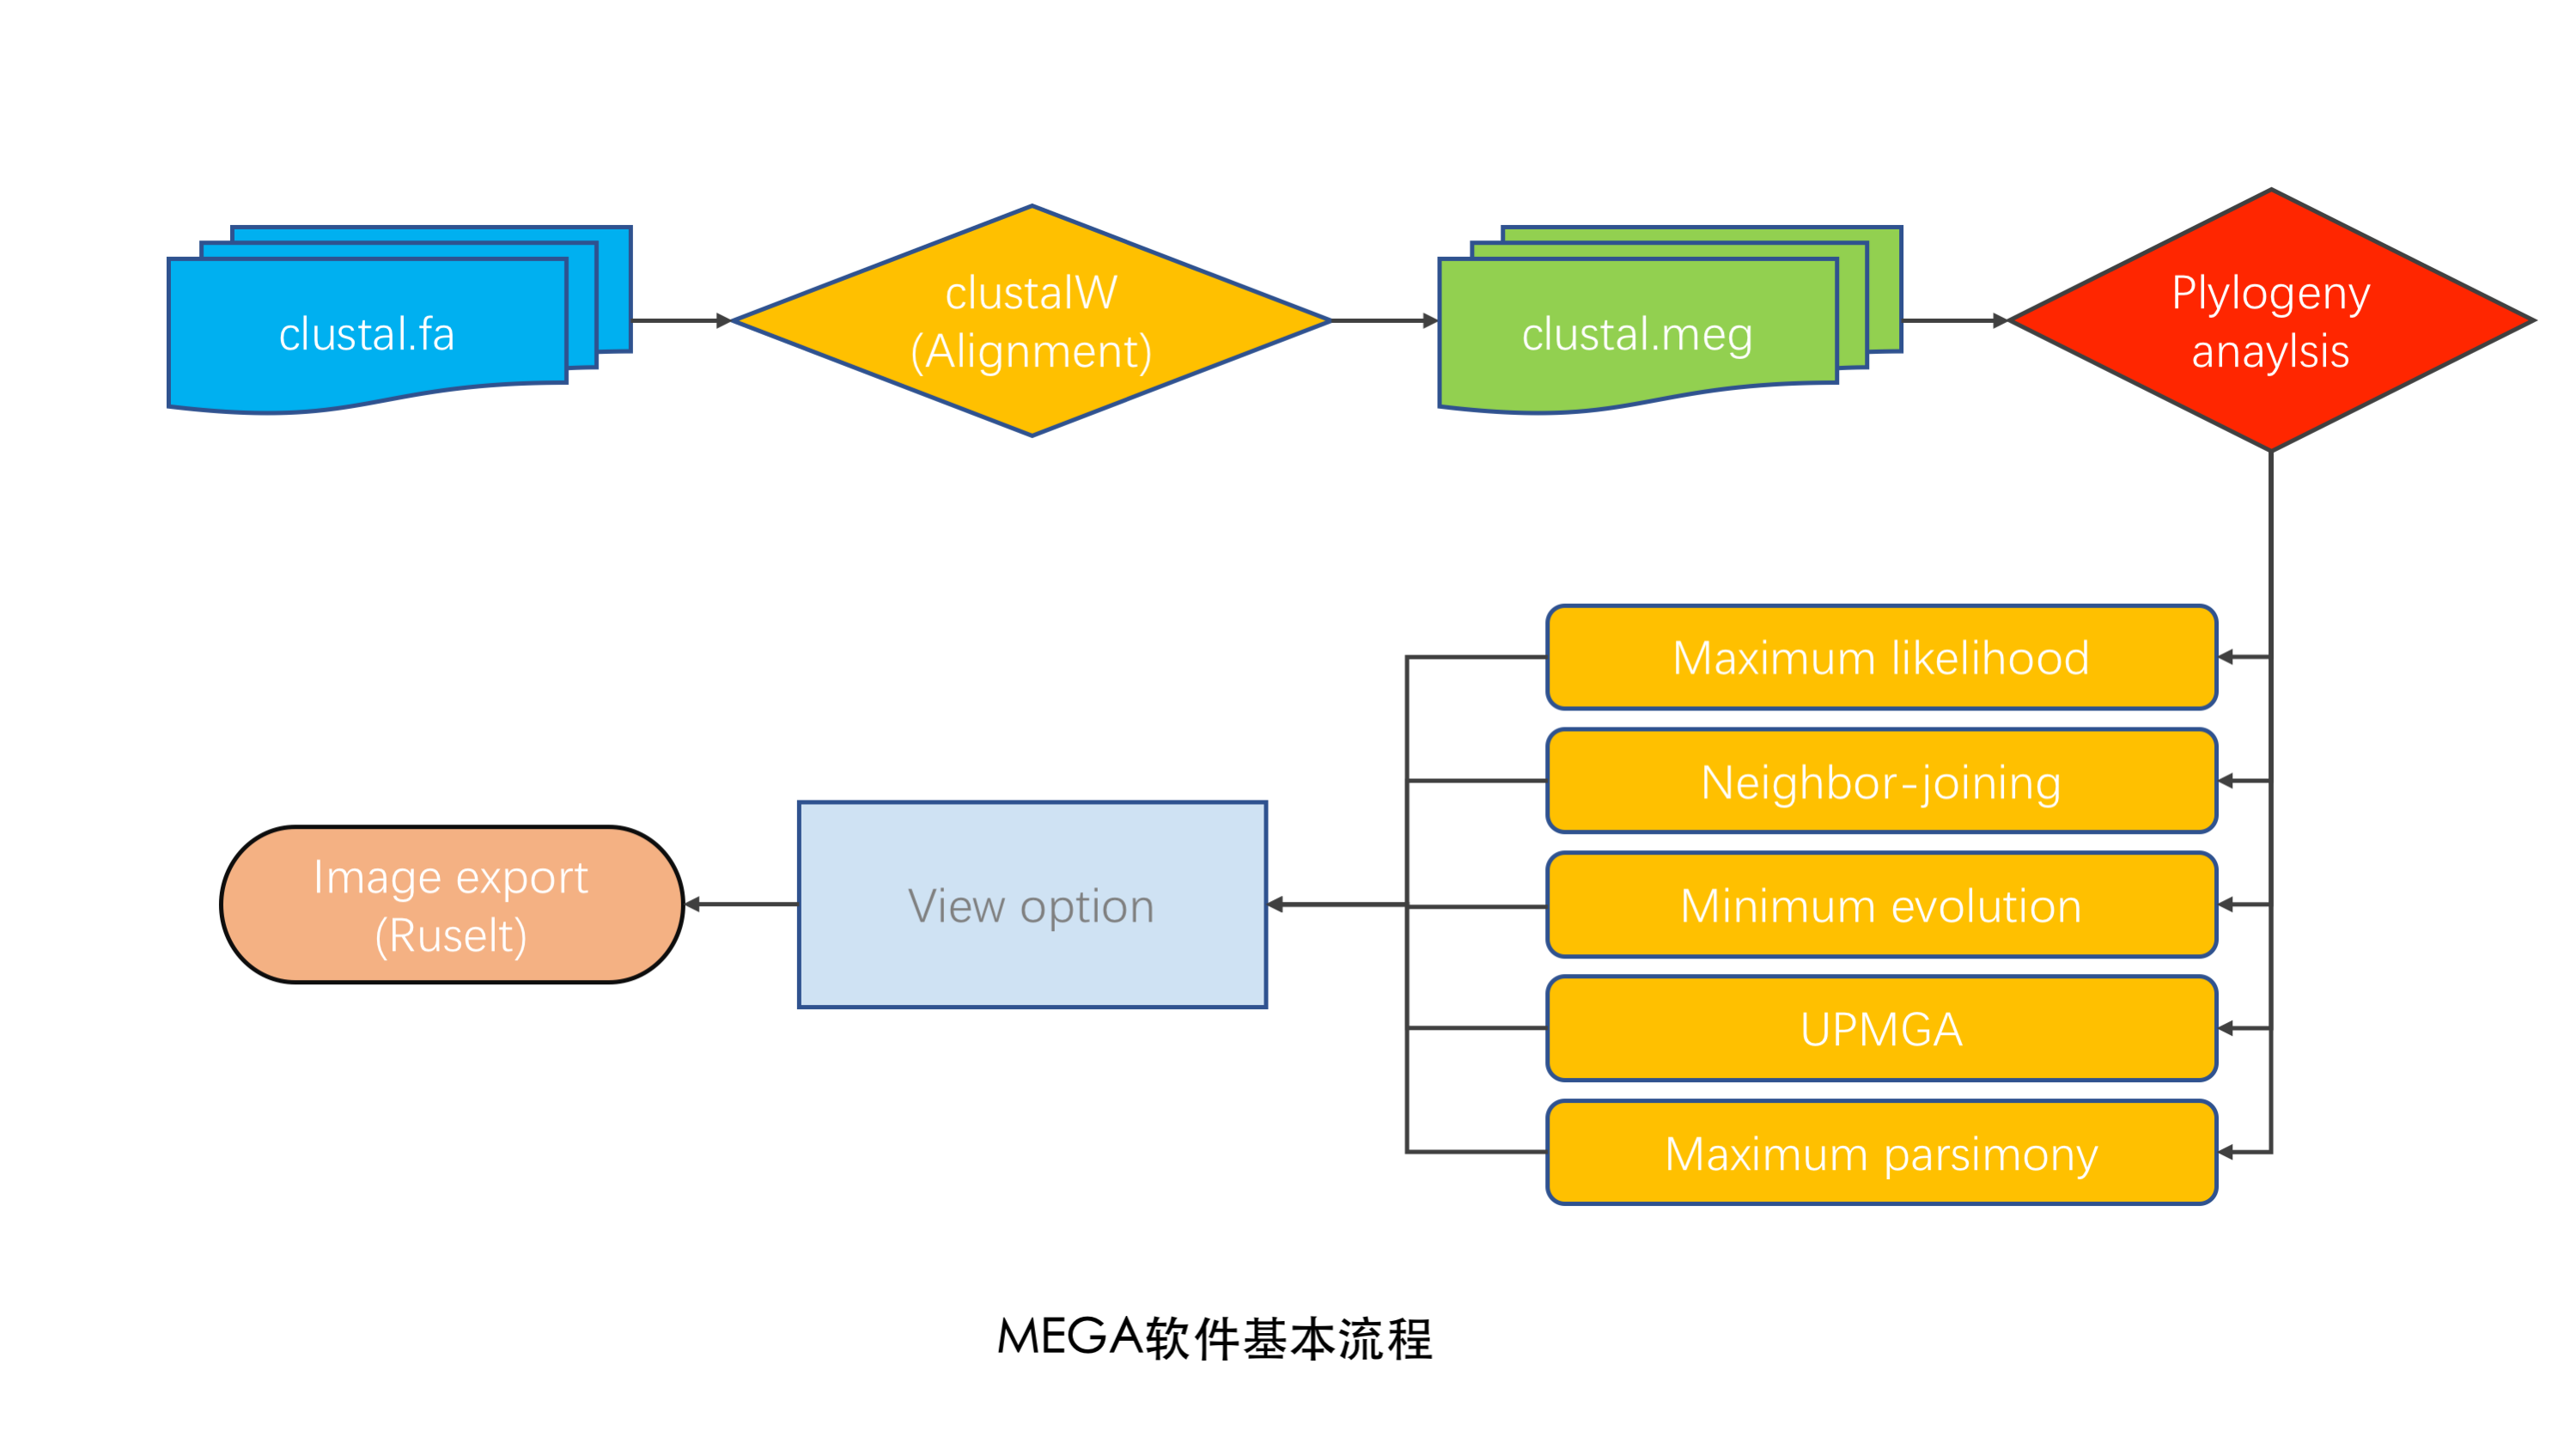 clustal.fa
clustalW
(Alignment)
clustal.meg
Plylogeny
anaylsis
Maximum likelihood
Neighbor-joining
Minimum evolution
UPMGA
Maximum parsimony
View option
Image export
(Ruselt)
MEGA软件基本流程